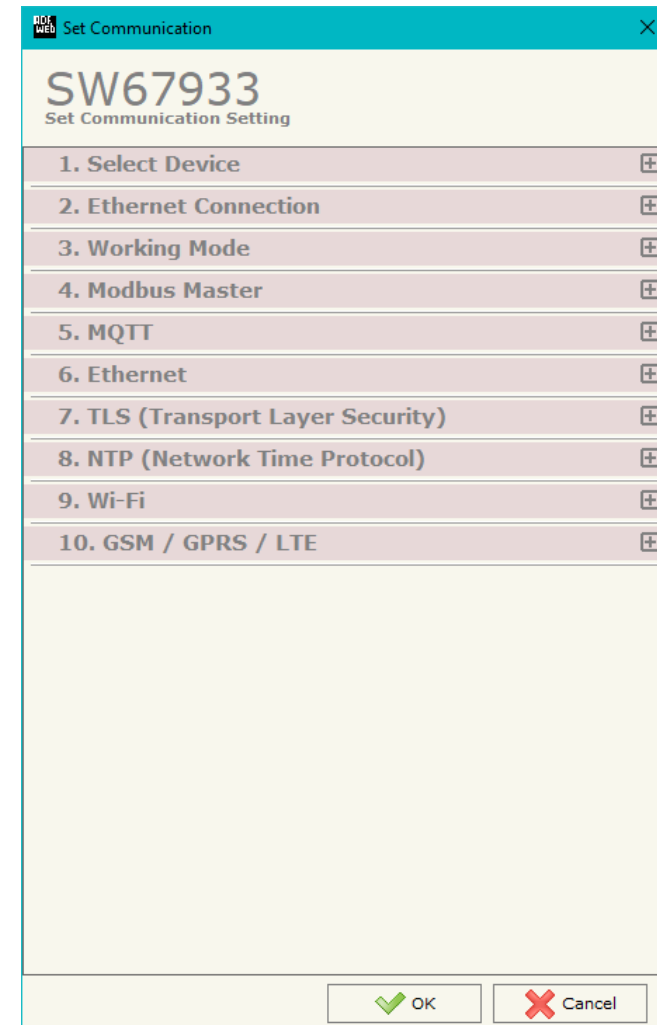 ADF
WEB Set Communication
SW67933
Set Communication Setting
1. Select Device
2. Ethernet Connection
3. Working Mode
4. Modbus Master
5. MQTT
6. Ethernet
7. TLS (Transport Layer Security)
8. NTP (Network Time Protocol)
9. Wi-Fi
10. GSM / GPRS / LTE
OK Cancel